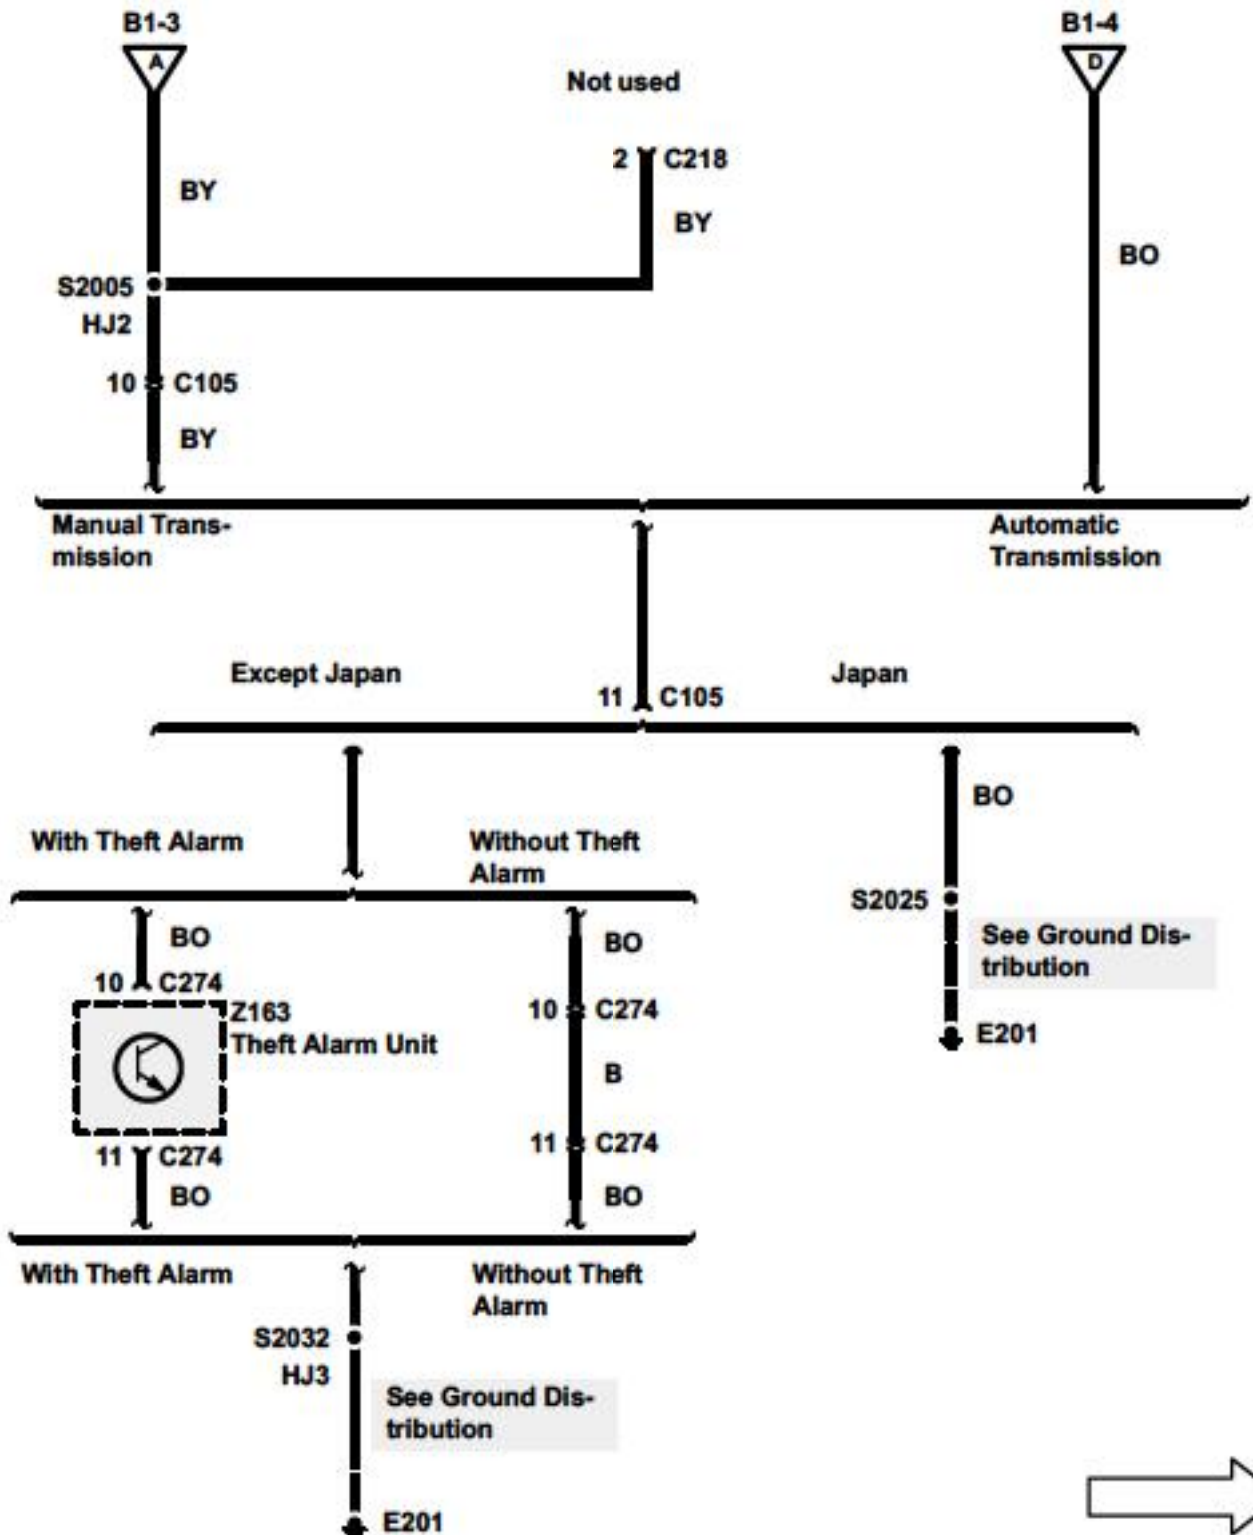 B1-3
B1-4
A
D
Not used
2 C218
BY
BY
BO
S2005
HJ2
10 C105
BY
Manual Trans-
mission
Automatic
Transmission
Except Japan
Japan
11 C105
BO
With Theft Alarm
Without Theft
Alarm
S2025
BO
BO
See Ground Dis-
tribution
10 C274
Z163
Theft Alarm Unit
10 C274
E201
B
11 C274
11 C274
BO
BO
With Theft Alarm
Without Theft
Alarm
S2032
HJ3
See Ground Dis-
tribution
E201